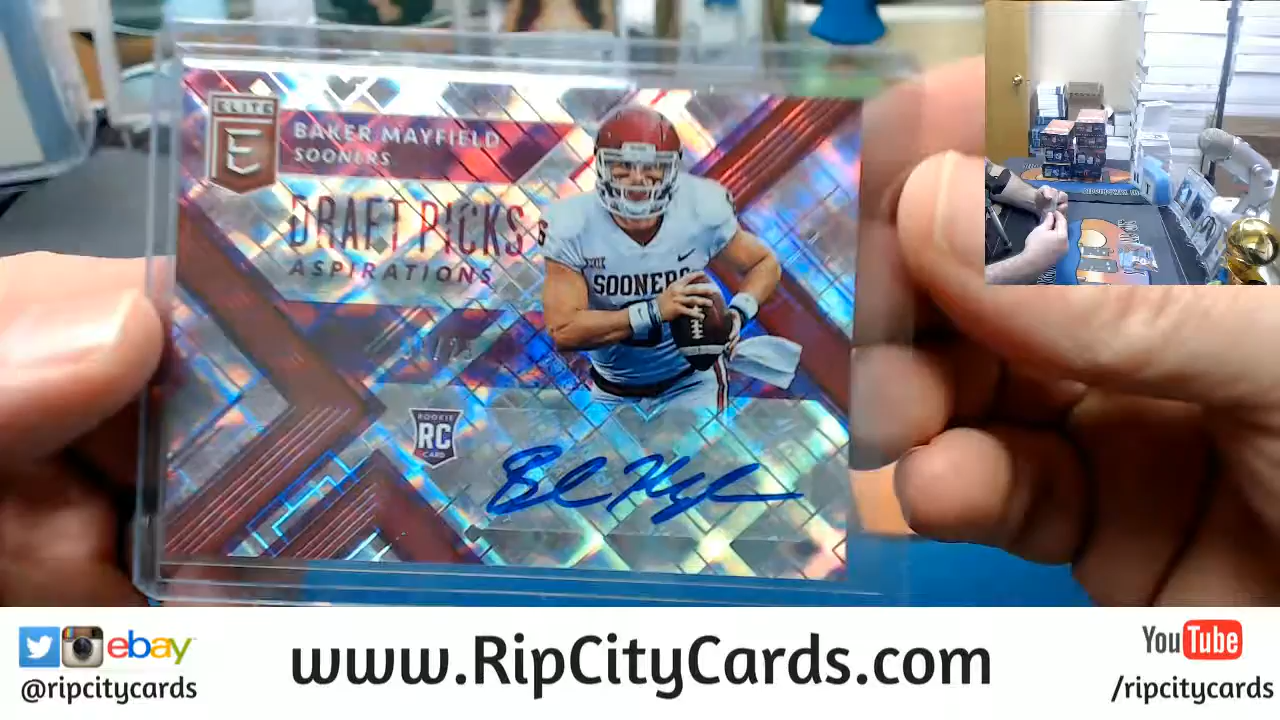 ELITE
E
BAKER MAYFIELD
SOONERS
DRAFT PICKS
ASPIRATIONS
SOONERS
ROOKIE
RC
CARD
ebay
@ripcitycards
www.RipCityCards.com
YouTube
/ripcitycards